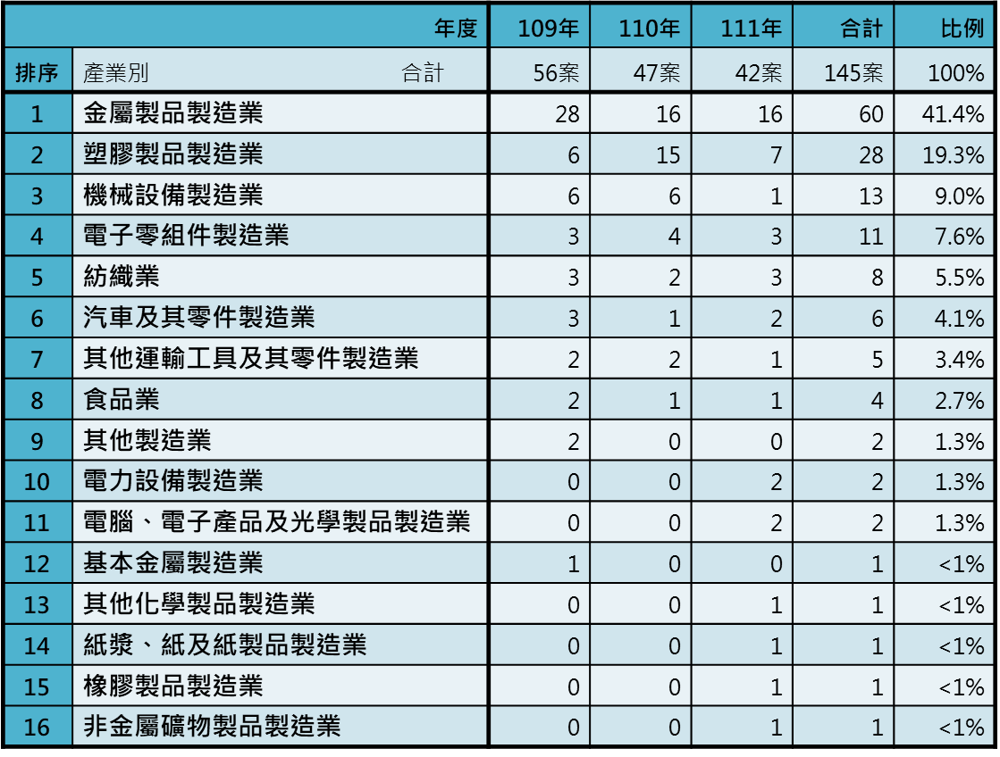 年度 109年 110年 111年 合計 比例
排序 產業別 合計 56案 47案 42案 145案 100%
1 金屬製品製造業 28 16 16 60 41.4%
2 塑膠製品製造業 6 15 7 28 19.3%
3 機械設備製造業 6 6 1 13 9.0%
4 電子零組件製造業 3 4 3 11 7.6%
5 紡織業 3 2 3 8 5.5%
6 汽車及其零件製造業 3 1 2 6 4.1%
7 其他運輸工具及其零件製造業 2 2 1 5 3.4%
8 食品業 2 1 1 4 2.7%
9 其他製造業 2 0 0 2 1.3%
10 電力設備製造業 0 0 2 2 1.3%
11 電腦、電子產品及光學製品製造業 0 0 2 2 1.3%
12 基本金屬製造業 1 0 0 1 <1%
13 其他化學製品製造業 0 0 1 1 <1%
14 紙漿、紙及紙製品製造業 0 0 1 1 <1%
15 橡膠製品製造業 0 0 1 1 <1%
16 非金屬礦物製品製造業 0 0 1 1 <1%